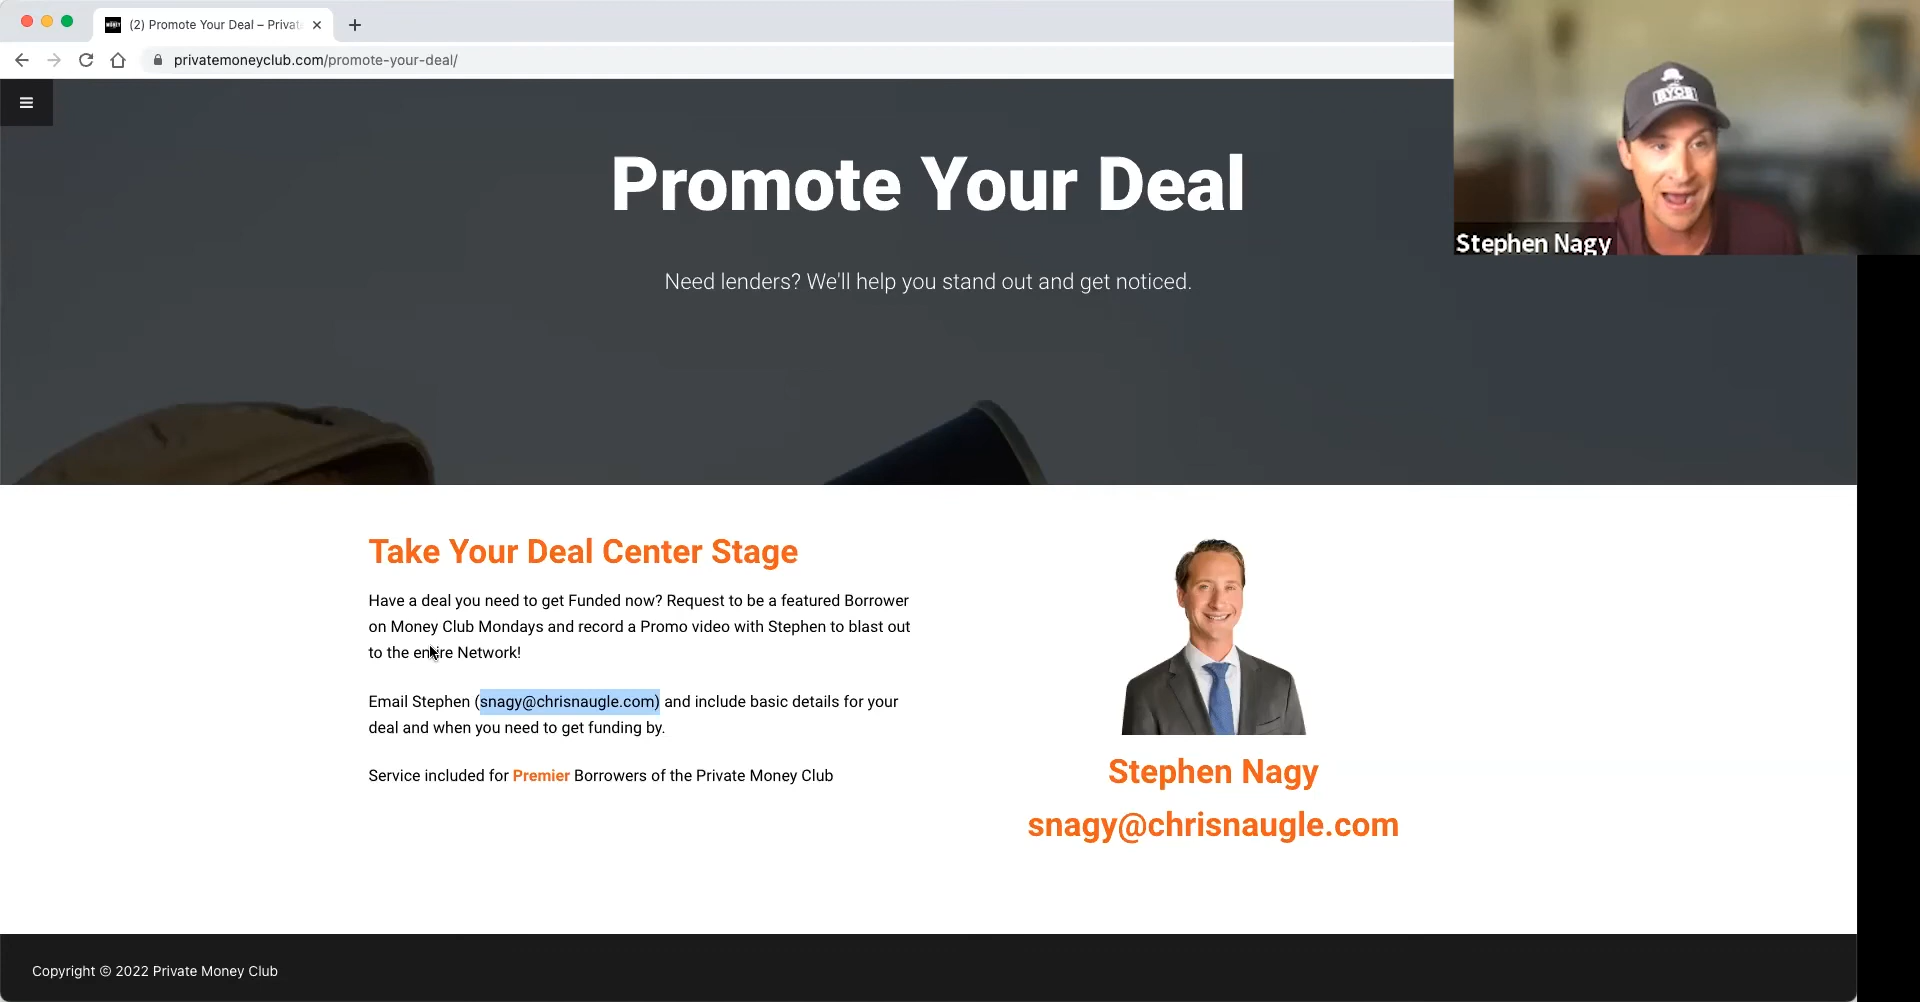 (2) Promote Your Deal – Privat
privatemoneyclub.com/promote-your-deal/
Promote Your Deal
Need lenders? We'll help you stand out and get noticed.
Stephen Nagy
Take Your Deal Center Stage
Have a deal you need to get Funded now? Request to be a featured Borrower
on Money Club Mondays and record a Promo video with Stephen to blast out
to the entire Network!
Email Stephen (snagy@chrisnaugle.com) and include basic details for your
deal and when you need to get funding by.
Service included for Premier Borrowers of the Private Money Club
Stephen Nagy
snagy@chrisnaugle.com
Copyright © 2022 Private Money Club